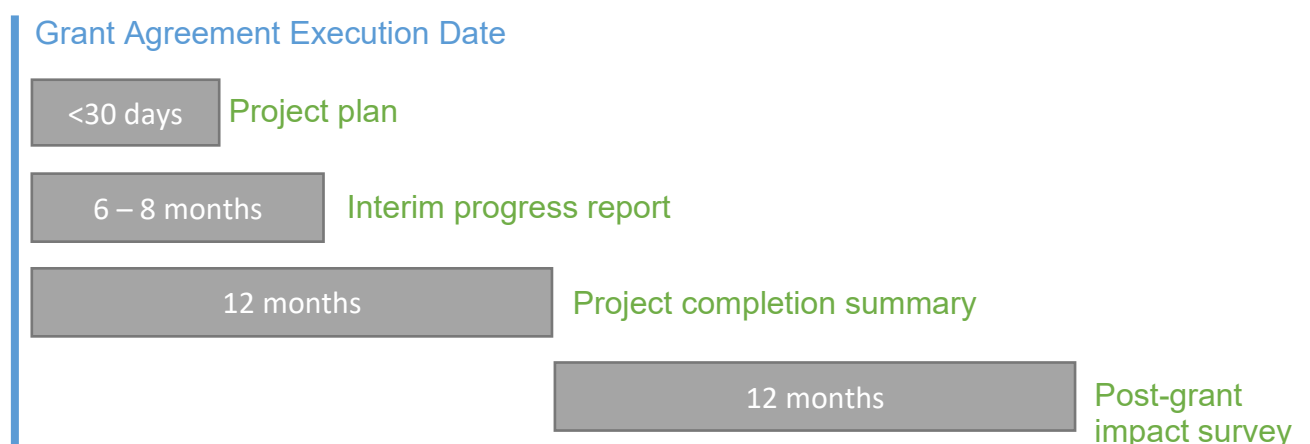 Grant Agreement Execution Date
<30 days
Project plan
6 – 8 months
Interim progress report
12 months
Project completion summary
12 months
Post-grant
impact survey